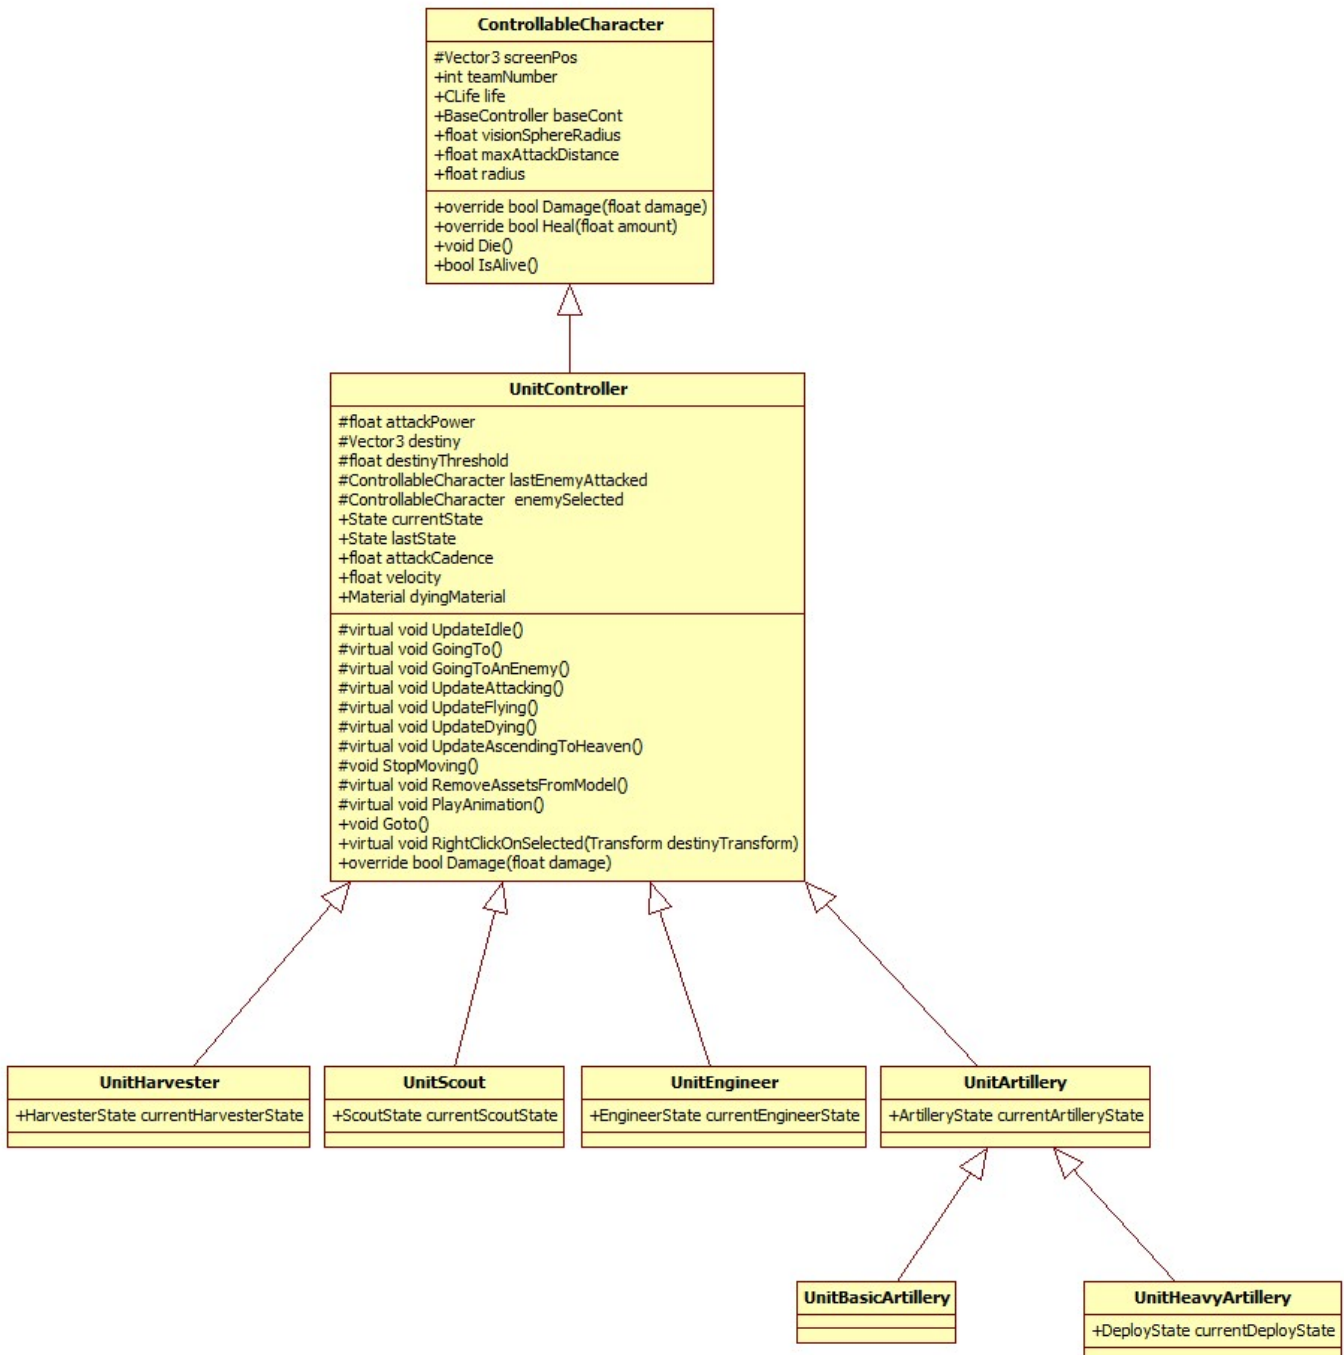 ControllableCharacter
#Vector3 screenPos
+int teamNumber
+CLife life
+BaseController baseCont
+float visionSphereRadius
+float maxAttackDistance
+float radius
+override bool Damage(float damage)
+override bool Heal(float amount)
+void Die()
+bool IsAlive()
UnitController
#float attackPower
#Vector3 destiny
#float destinyThreshold
#ControllableCharacter lastEnemyAttacked
#ControllableCharacter  enemySelected
+State currentState
+State lastState
+float attackCadence
+float velocity
+Material dyingMaterial
#virtual void UpdateIdle()
#virtual void GoingTo()
#virtual void GoingToAnEnemy()
#virtual void UpdateAttacking()
#virtual void UpdateFlying()
#virtual void UpdateDying()
#virtual void UpdateAscendingToHeaven()
#void StopMoving()
#virtual void RemoveAssetsFromModel()
#virtual void PlayAnimation()
+void Goto()
+virtual void RightClickOnSelected(Transform destinyTransform)
+override bool Damage(float damage)
UnitHarvester
+HarvesterState currentHarvesterState
UnitScout
+ScoutState currentScoutState
UnitEngineer
+EngineerState currentEngineerState
UnitArtillery
+ArtilleryState currentArtilleryState
UnitBasicArtillery
UnitHeavyArtillery
+DeployState currentDeployState